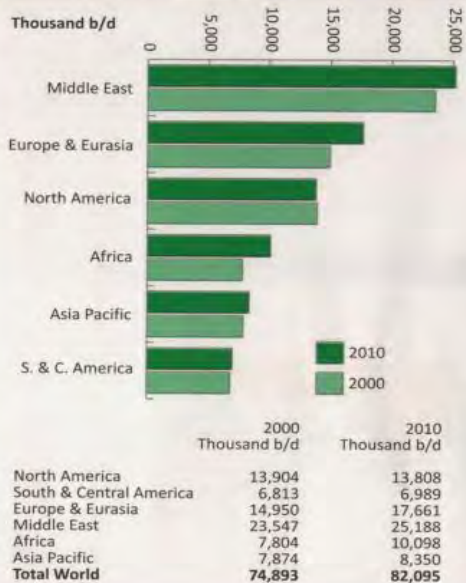 Thousand b/d
0
5,000
10,000
15,000
20,000
25,000
Middle East
Europe & Eurasia
North America
Africa
Asia Pacific
S. & C. America
2010
2000
2000 2010
Thousand b/d Thousand b/d
North America 13,904 13,808
South & Central America 6,813 6,989
Europe & Eurasia 14,950 17,661
Middle East 23,547 25,188
Africa 7,804 10,098
Asia Pacific 7,874 8,350
Total World 74,893 82,095